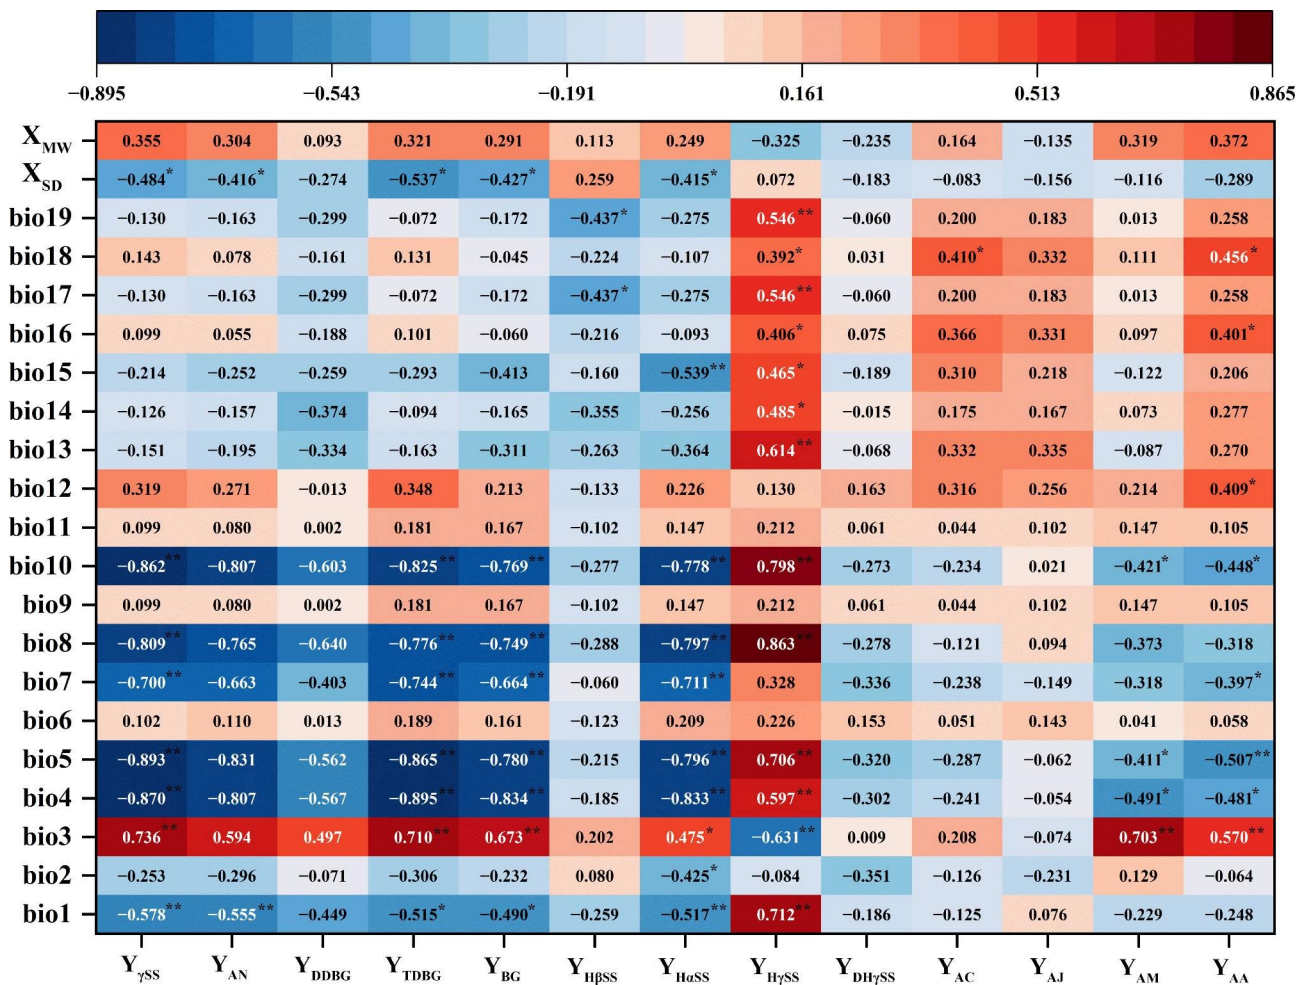 −0.895 −0.543 −0.191 0.161 0.513 0.865
X_MW 0.355 0.304 0.093 0.321 0.291 0.113 0.249 −0.325 −0.235 0.164 −0.135 0.319 0.372
X_SD −0.484* −0.416* −0.274 −0.537* −0.427* 0.259 −0.415* 0.072 −0.183 −0.083 −0.156 −0.116 −0.289
bio19 −0.130 −0.163 −0.299 −0.072 −0.172 −0.437* −0.275 0.546** −0.060 0.200 0.183 0.013 0.258
bio18 0.143 0.078 −0.161 0.131 −0.045 −0.224 −0.107 0.392* 0.031 0.410* 0.332 0.111 0.456*
bio17 −0.130 −0.163 −0.299 −0.072 −0.172 −0.437* −0.275 0.546** −0.060 0.200 0.183 0.013 0.258
bio16 0.099 0.055 −0.188 0.101 −0.060 −0.216 −0.093 0.406* 0.075 0.366 0.331 0.097 0.401*
bio15 −0.214 −0.252 −0.259 −0.293 −0.413 −0.160 −0.539** 0.465* −0.189 0.310 0.218 −0.122 0.206
bio14 −0.126 −0.157 −0.374 −0.094 −0.165 −0.355 −0.256 0.485* −0.015 0.175 0.167 0.073 0.277
bio13 −0.151 −0.195 −0.334 −0.163 −0.311 −0.263 −0.364 0.614** −0.068 0.332 0.335 −0.087 0.270
bio12 0.319 0.271 −0.013 0.348 0.213 −0.133 0.226 0.130 0.163 0.316 0.256 0.214 0.409*
bio11 0.099 0.080 0.002 0.181 0.167 −0.102 0.147 0.212 0.061 0.044 0.102 0.147 0.105
bio10 −0.862** −0.807 −0.603 −0.825** −0.769** −0.277 −0.778** 0.798** −0.273 −0.234 0.021 −0.421* −0.448*
bio9 0.099 0.080 0.002 0.181 0.167 −0.102 0.147 0.212 0.061 0.044 0.102 0.147 0.105
bio8 −0.809** −0.765 −0.640 −0.776** −0.749** −0.288 −0.797** 0.863** −0.278 −0.121 0.094 −0.373 −0.318
bio7 −0.700** −0.663 −0.403 −0.744** −0.664** −0.060 −0.711** 0.328 −0.336 −0.238 −0.149 −0.318 −0.397*
bio6 0.102 0.110 0.013 0.189 0.161 −0.123 0.209 0.226 0.153 0.051 0.143 0.041 0.058
bio5 −0.893** −0.831 −0.562 −0.865** −0.780** −0.215 −0.796** 0.706** −0.320 −0.287 −0.062 −0.411* −0.507**
bio4 −0.870** −0.807 −0.567 −0.895** −0.834** −0.185 −0.833** 0.597** −0.302 −0.241 −0.054 −0.491* −0.481*
bio3 0.736** 0.594 0.497 0.710** 0.673** 0.202 0.475* −0.631** 0.009 0.208 −0.074 0.703** 0.570**
bio2 −0.253 −0.296 −0.071 −0.306 −0.232 0.080 −0.425* −0.084 −0.351 −0.126 −0.231 0.129 −0.064
bio1 −0.578** −0.555** −0.449 −0.515* −0.490* −0.259 −0.517** 0.712** −0.186 −0.125 0.076 −0.229 −0.248
Y_γSS Y_AN Y_DDBG Y_TDBG Y_BG Y_HβSS Y_HαSS Y_HγSS Y_DHγSS Y_AC Y_AJ Y_AM Y_AA